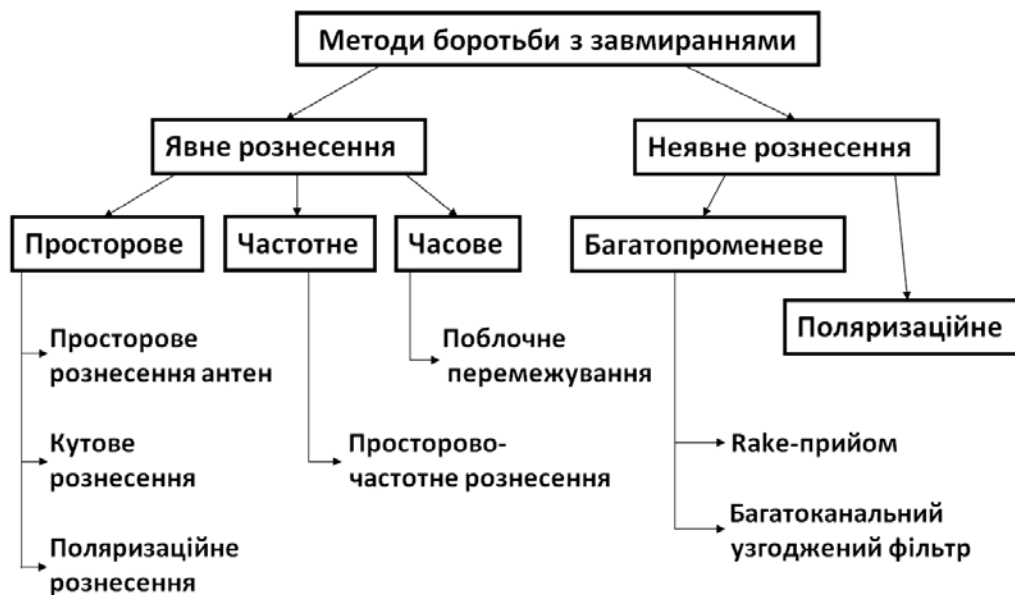 Методи боротьби з завмираннями
Явне рознесення
Неявне рознесення
Просторове
Частотне
Часове
Багатопроменеве
Поляризаційне
Просторове
рознесення антен
Поблочне
перемежування
Кутове
рознесення
Просторово-
частотне рознесення
Rake-прийом
Поляризаційне
рознесення
Багатоканальний
узгоджений фільтр